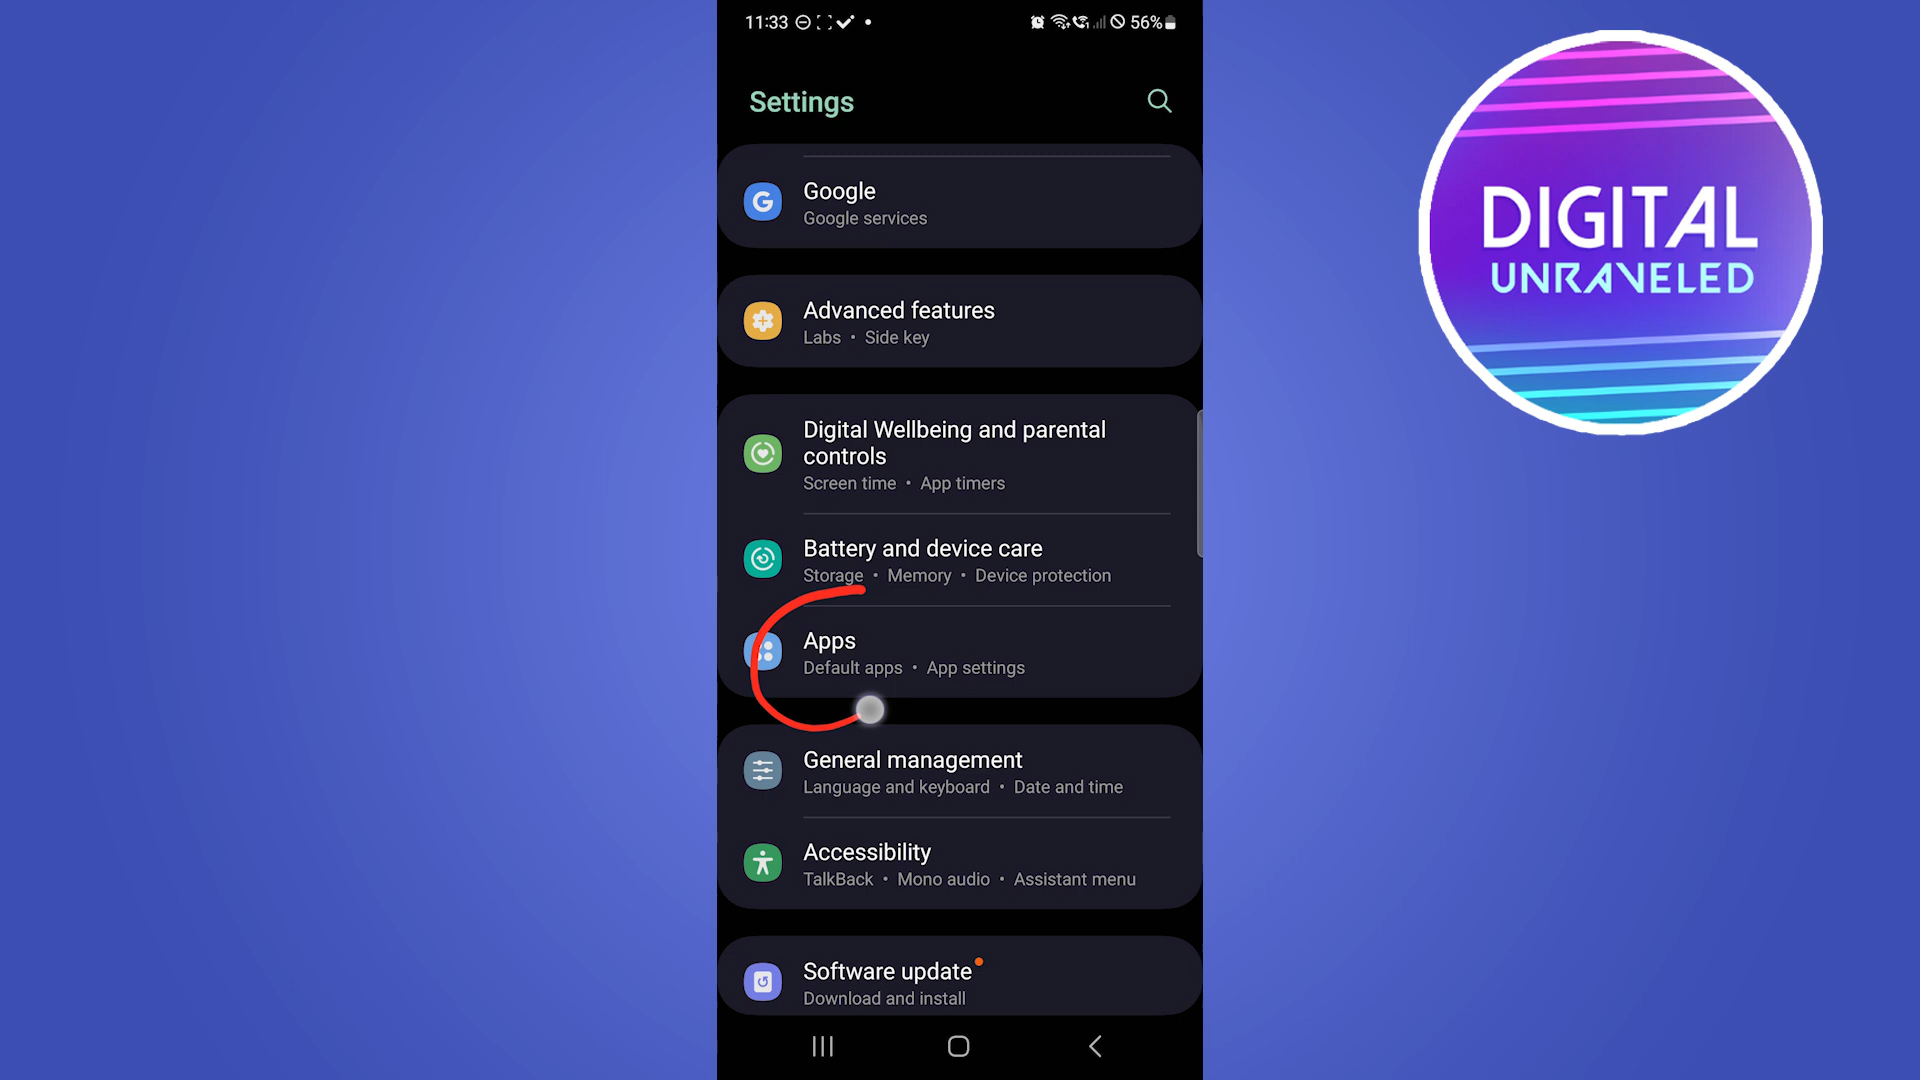 11:33
56%
Settings
Google
Google services
Advanced features
Labs • Side key
Digital Wellbeing and parental
controls
Screen time • App timers
Battery and device care
Storage • Memory • Device protection
Apps
Default apps • App settings
General management
Language and keyboard • Date and time
Accessibility
TalkBack • Mono audio • Assistant menu
Software update
Download and install
DIGITAL
UNRAVELED